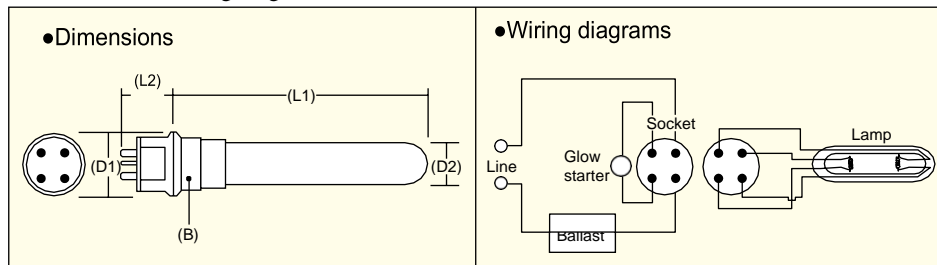 ●Dimensions
(L2)
(L1)
(D1)
(D2)
(B)
●Wiring diagrams
Socket
Lamp
Line
Glow
starter
Ballast